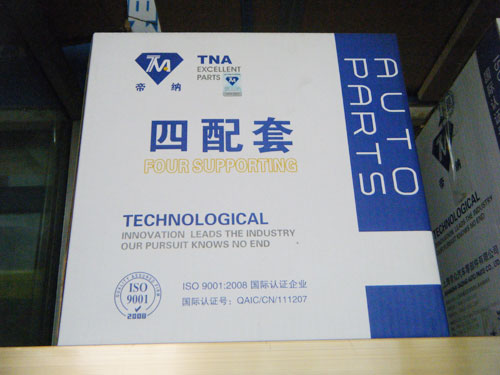 TNA
帝纳
TNA
EXCELLENT
PARTS
AUTO
PARTS
四配套
FOUR SUPPORTING
TECHNOLOGICAL
INNOVATION LEADS THE INDUSTRY
OUR PURSUIT KNOWS NO END
ISO
9001
2008
ISO 9001:2008 国际认证企业
国际认证号: QAIC/CN/111207
TECHNOLOGICAL